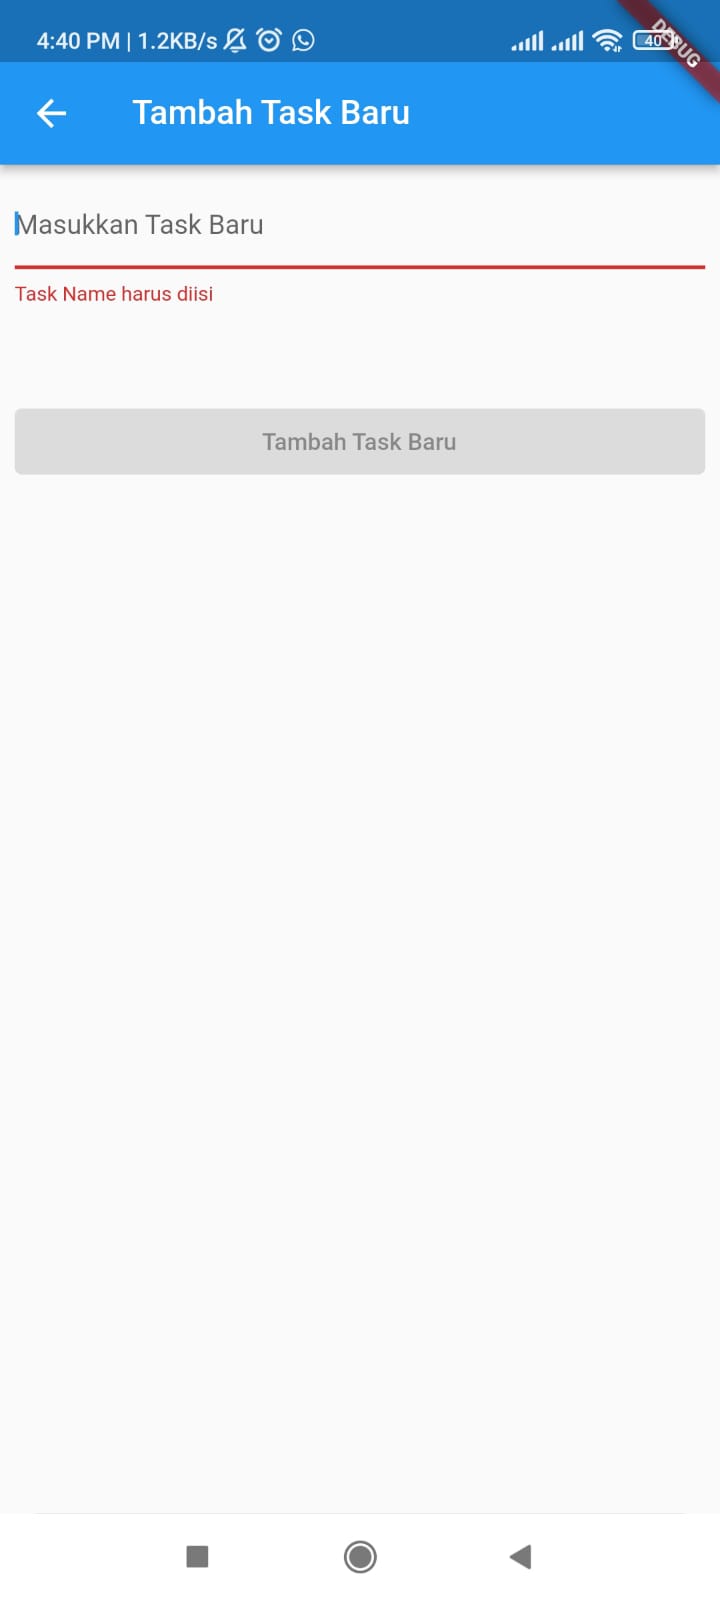 4:40 PM | 1.2KB/s
40
DEBUG
Tambah Task Baru
Masukkan Task Baru
Task Name harus diisi
Tambah Task Baru